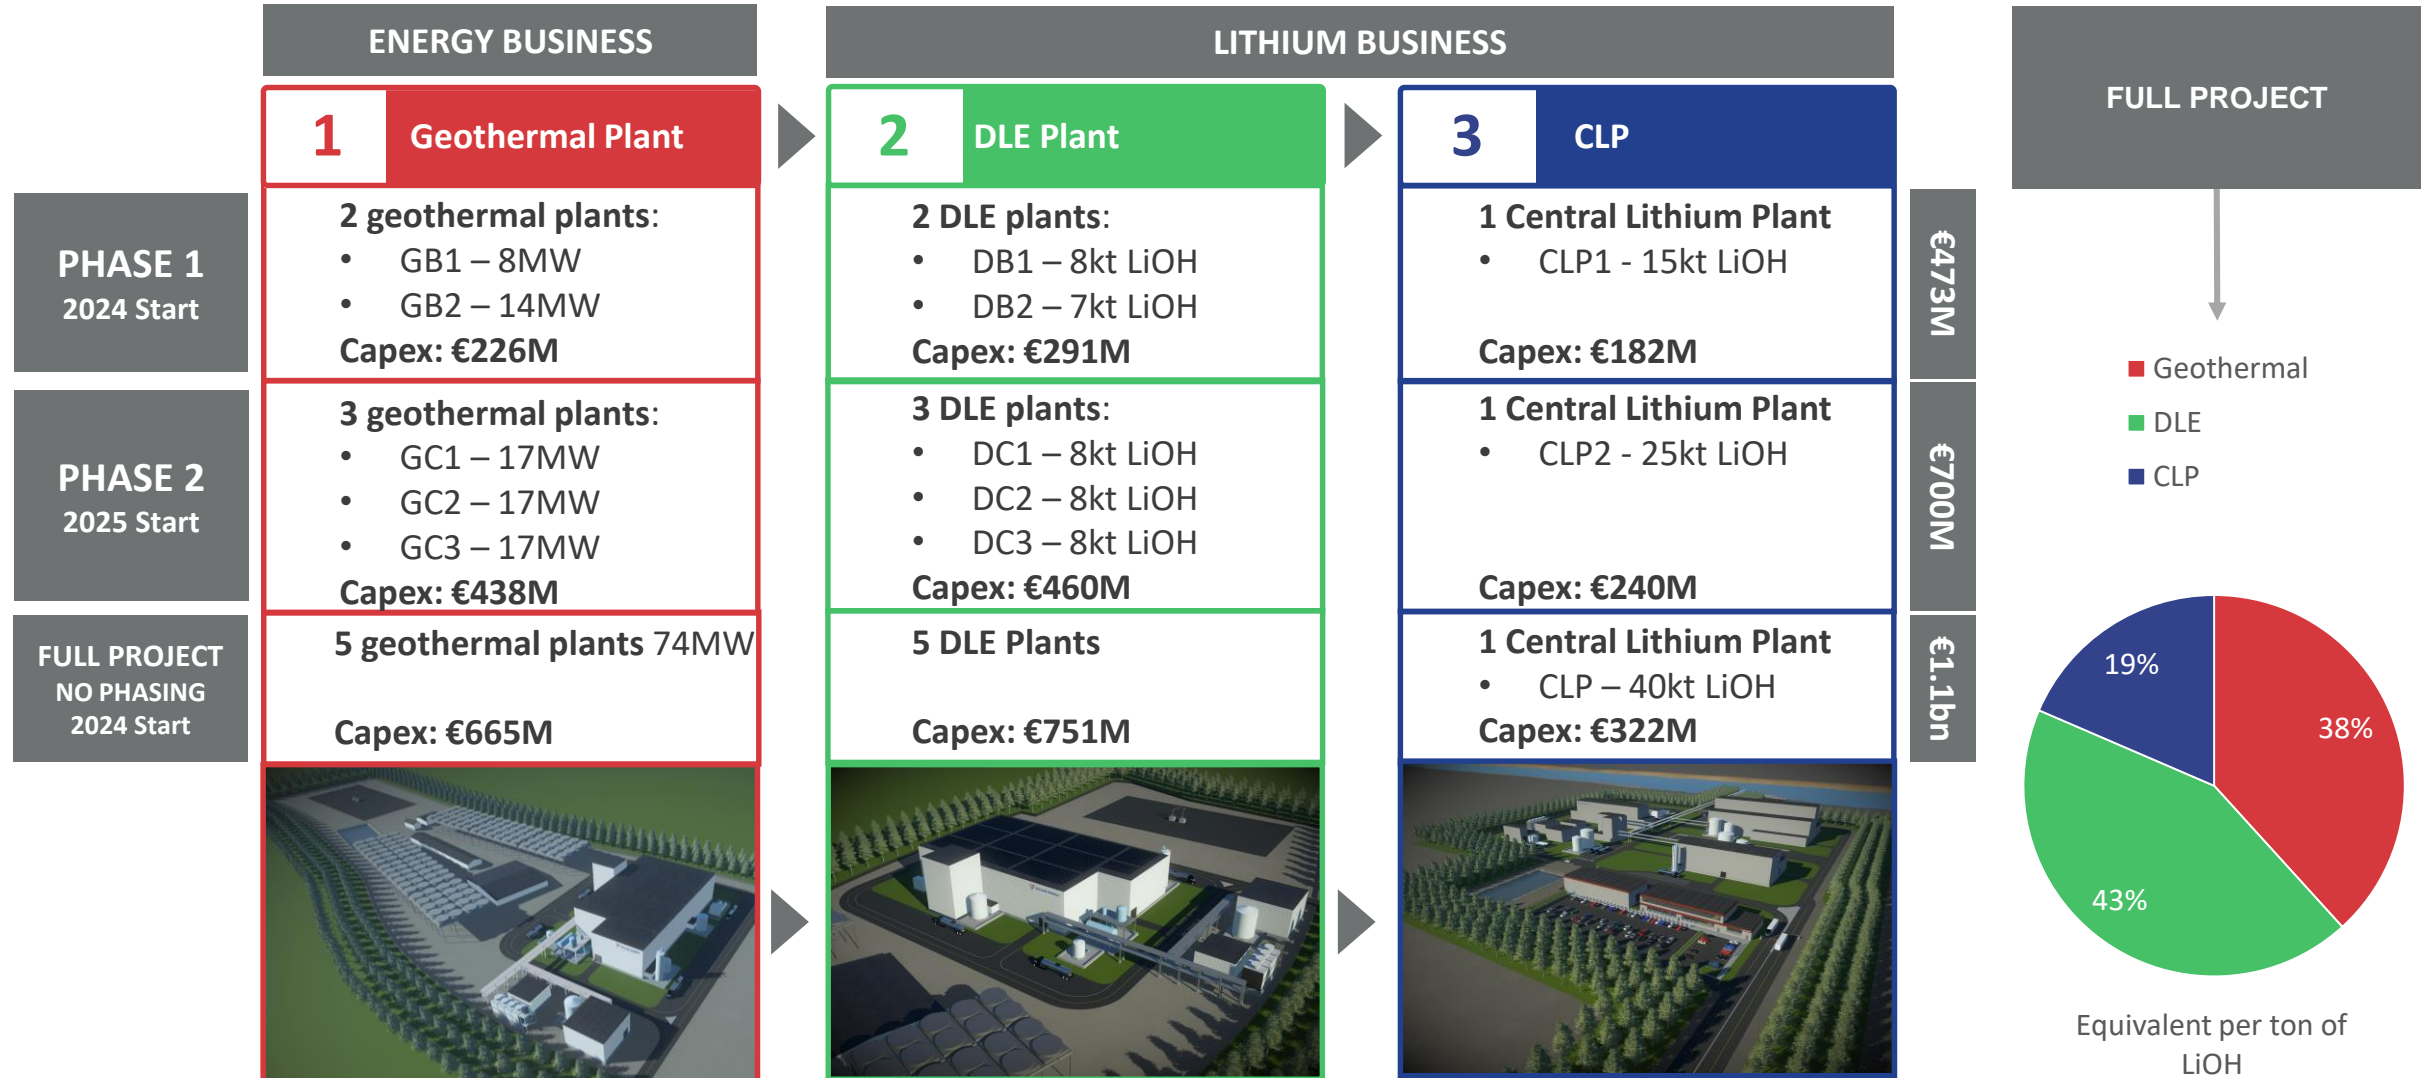 ENERGY BUSINESS
LITHIUM BUSINESS
FULL PROJECT
1
Geothermal Plant
2
DLE Plant
3
CLP
PHASE 1
2024 Start
2 geothermal plants:
• GB1 – 8MW
• GB2 – 14MW
Capex: €226M
2 DLE plants:
• DB1 – 8kt LiOH
• DB2 – 7kt LiOH
Capex: €291M
1 Central Lithium Plant
• CLP1 - 15kt LiOH
Capex: €182M
€473M
PHASE 2
2025 Start
3 geothermal plants:
• GC1 – 17MW
• GC2 – 17MW
• GC3 – 17MW
Capex: €438M
3 DLE plants:
• DC1 – 8kt LiOH
• DC2 – 8kt LiOH
• DC3 – 8kt LiOH
Capex: €460M
1 Central Lithium Plant
• CLP2 - 25kt LiOH
Capex: €240M
€700M
FULL PROJECT
NO PHASING
2024 Start
5 geothermal plants 74MW
Capex: €665M
5 DLE Plants
Capex: €751M
1 Central Lithium Plant
• CLP – 40kt LiOH
Capex: €322M
€1.1bn
Geothermal
DLE
CLP
19%
38%
43%
Equivalent per ton of
LiOH